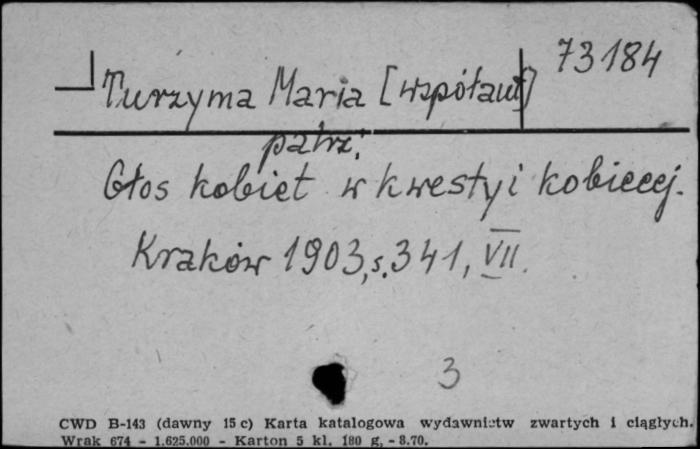 73184
Turzyma Maria [współaut]
patrz:
Głos kobiet w kwestyi kobiecej.
Kraków 1903, s. 341, VII.
3
CWD B-143 (dawny 15 c) Karta katalogowa wydawnictw zwartych i ciągłych.
Wrak 674 - 1.625.000 - Karton 5 kl. 180 g. - 8.70.